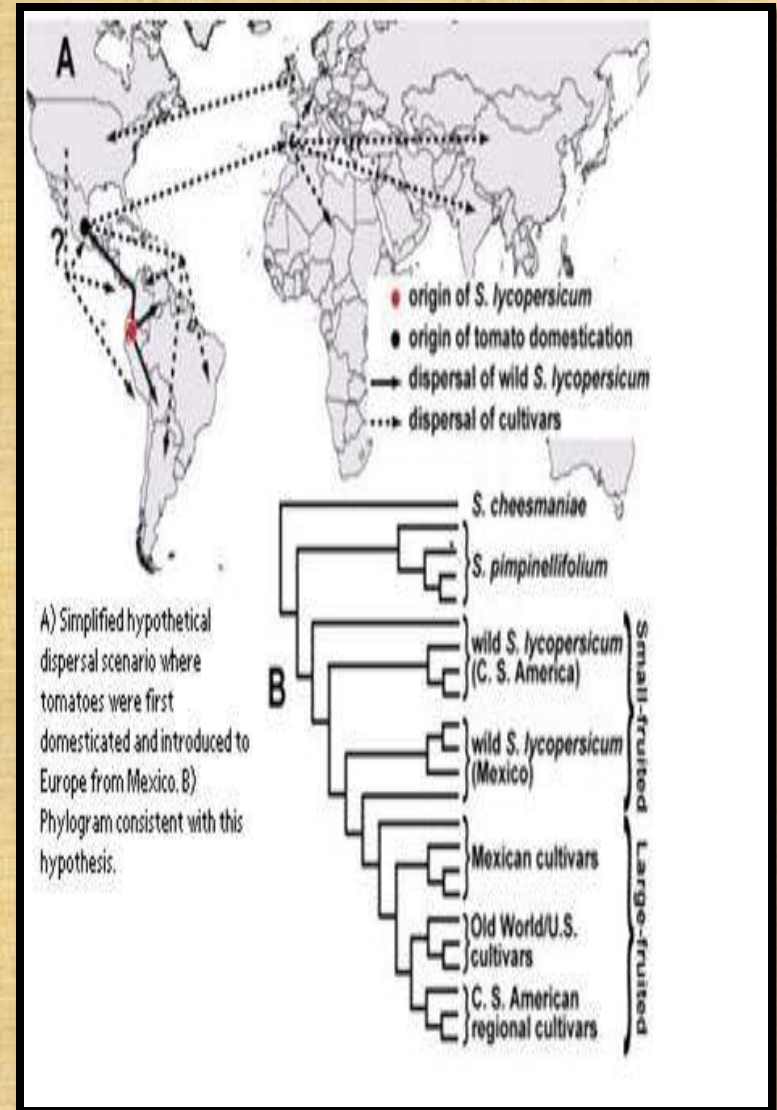 A
?
origin of S. lycopersicum
origin of tomato domestication
dispersal of wild S. lycopersicum
dispersal of cultivars
A) Simplified hypothetical
dispersal scenario where
tomatoes were first
domesticated and introduced to
Europe from Mexico. B)
Phylogram consistent with this
hypothesis.
B
S. cheesmaniae
S. pimpinellifolium
wild S. lycopersicum
(C. S. America)
wild S. lycopersicum
(Mexico)
Mexican cultivars
Old World/U.S.
cultivars
C. S. American
regional cultivars
Small-fruited
Large-fruited